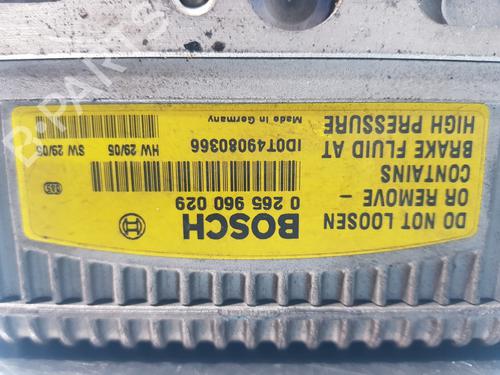 DO NOT LOOSEN
OR REMOVE -
CONTAINS
BRAKE FLUID AT
HIGH PRESSURE
BOSCH
0 265 960 029
IDOT49080366
Made in Germany
HW 29/05
SW 29/05
B-PARTS